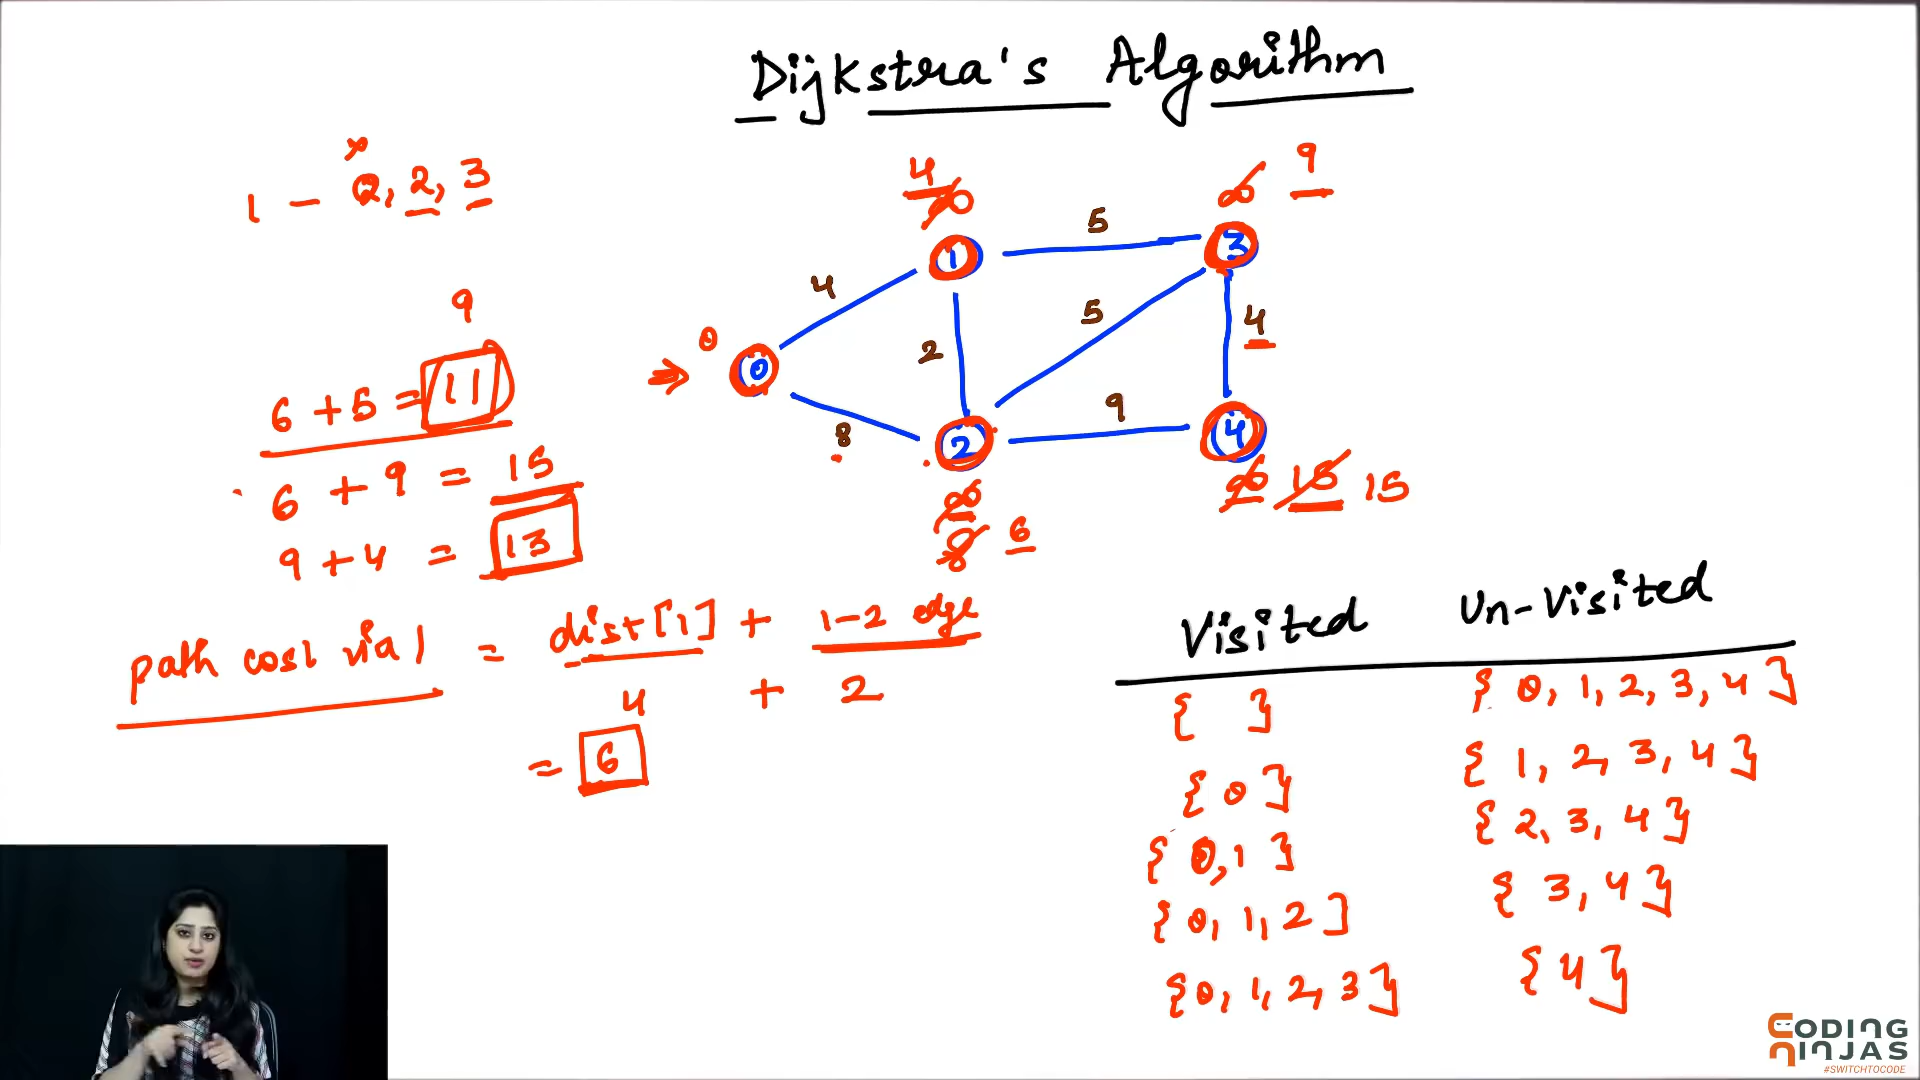 Dijkstra's Algorithm
1 - 0, 2, 3
4 ∞
∞ 9
5
1
3
4
9
0
0
2
5
4
6 + 5 = 11
8
9
2
4
6 + 9 = 15
∞
∞ 15 15
8 6
9 + 4 = 13
path cost via 1 = dist[1] + 1-2 edge
4 + 2
= 6
Visited Un-Visited
{ } { 0, 1, 2, 3, 4 }
{ 0 } { 1, 2, 3, 4 }
{ 0, 1 } { 2, 3, 4 }
{ 0, 1, 2 } { 3, 4 }
{ 0, 1, 2, 3 } { 4 }
CODING
NINJAS
#SWITCHTOCODE